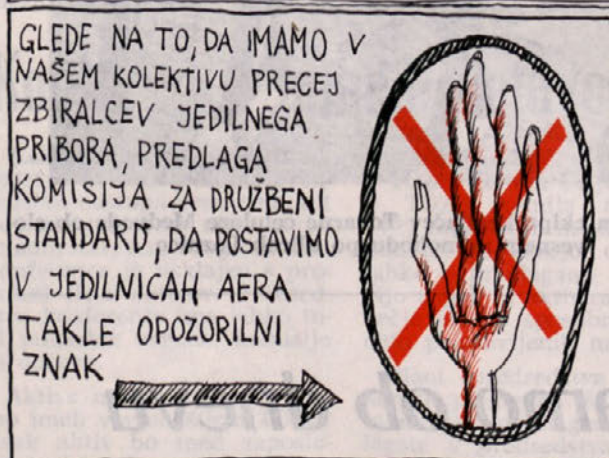 GLEDE NA TO, DA IMAMO V
NAŠEM KOLEKTIVU PRECEJ
ZBIRALCEV JEDILNEGA
PRIBORA, PREDLAGA
KOMISIJA ZA DRUŽBENI
STANDARD, DA POSTAVIMO
V JEDILNICAH AERA
TAKLE OPOZORILNI
ZNAK